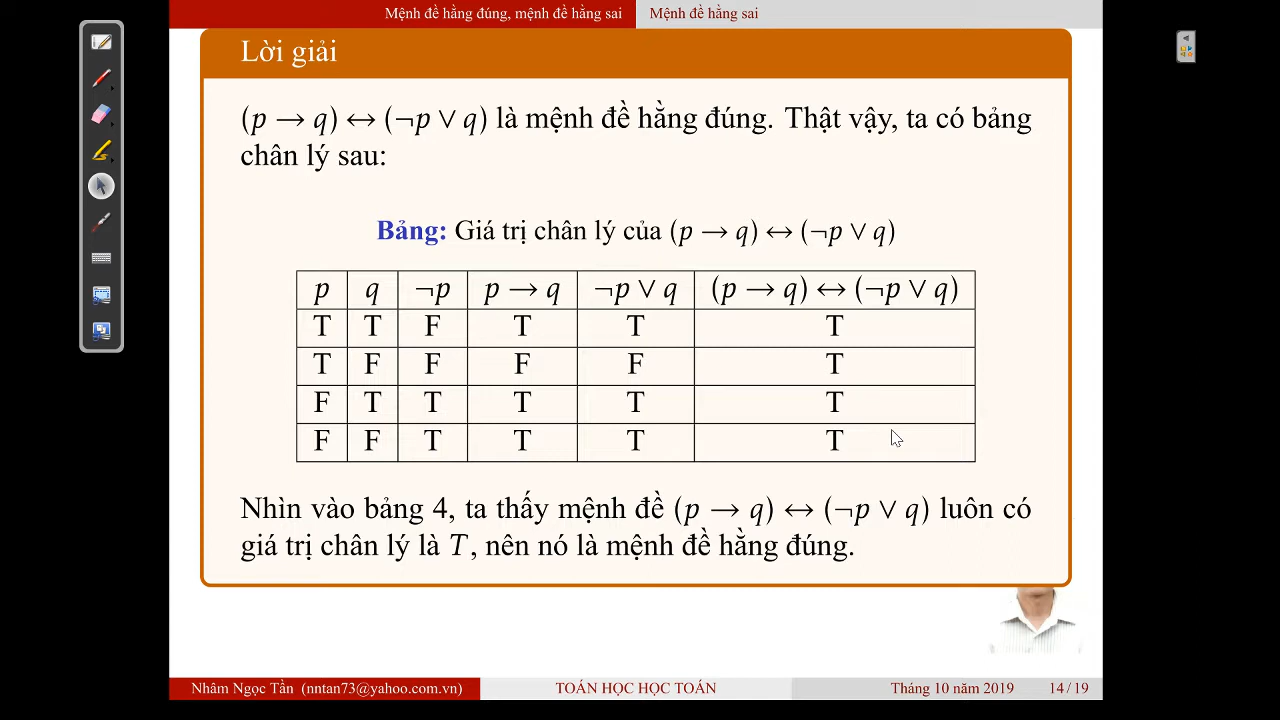 Mệnh đề hằng đúng, mệnh đề hằng sai Mệnh đề hằng sai
Lời giải
(p → q) ↔ (¬p ∨ q) là mệnh đề hằng đúng. Thật vậy, ta có bảng
chân lý sau:
Bảng: Giá trị chân lý của (p → q) ↔ (¬p ∨ q)
p q ¬p p → q ¬p ∨ q (p → q) ↔ (¬p ∨ q)
T T F T T T
T F F F F T
F T T T T T
F F T T T T
Nhìn vào bảng 4, ta thấy mệnh đề (p → q) ↔ (¬p ∨ q) luôn có
giá trị chân lý là T, nên nó là mệnh đề hằng đúng.
Nhâm Ngọc Tần (nntan73@yahoo.com.vn) TOÁN HỌC HỌC TOÁN Tháng 10 năm 2019 14 / 19